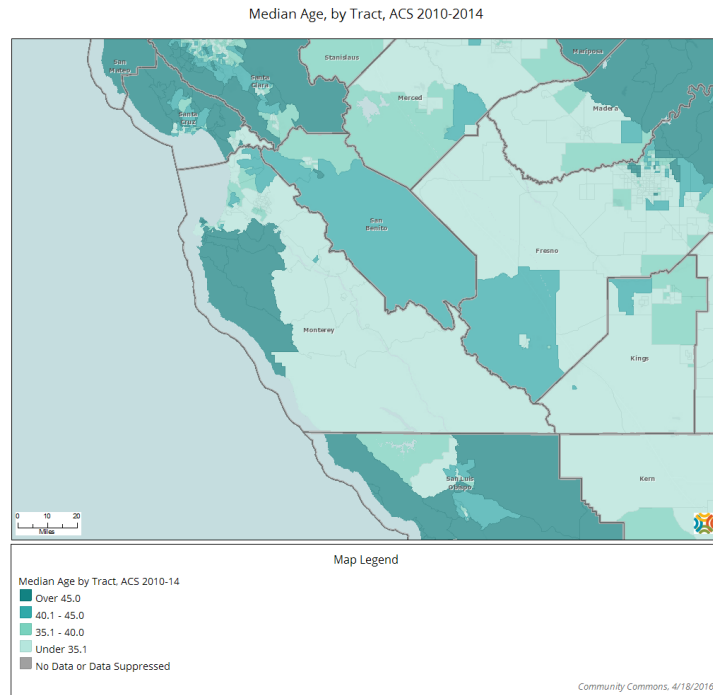 Median Age, by Tract, ACS 2010-2014
San
Mateo
Santa
Clara
Stanislaus
Mariposa
Merced
Madera
Santa
Cruz
San
Benito
Fresno
Monterey
Kings
San Luis
Obispo
Kern
0 10 20
Miles
Map Legend
Median Age by Tract, ACS 2010-14
Over 45.0
40.1 - 45.0
35.1 - 40.0
Under 35.1
No Data or Data Suppressed
Community Commons, 4/18/2016